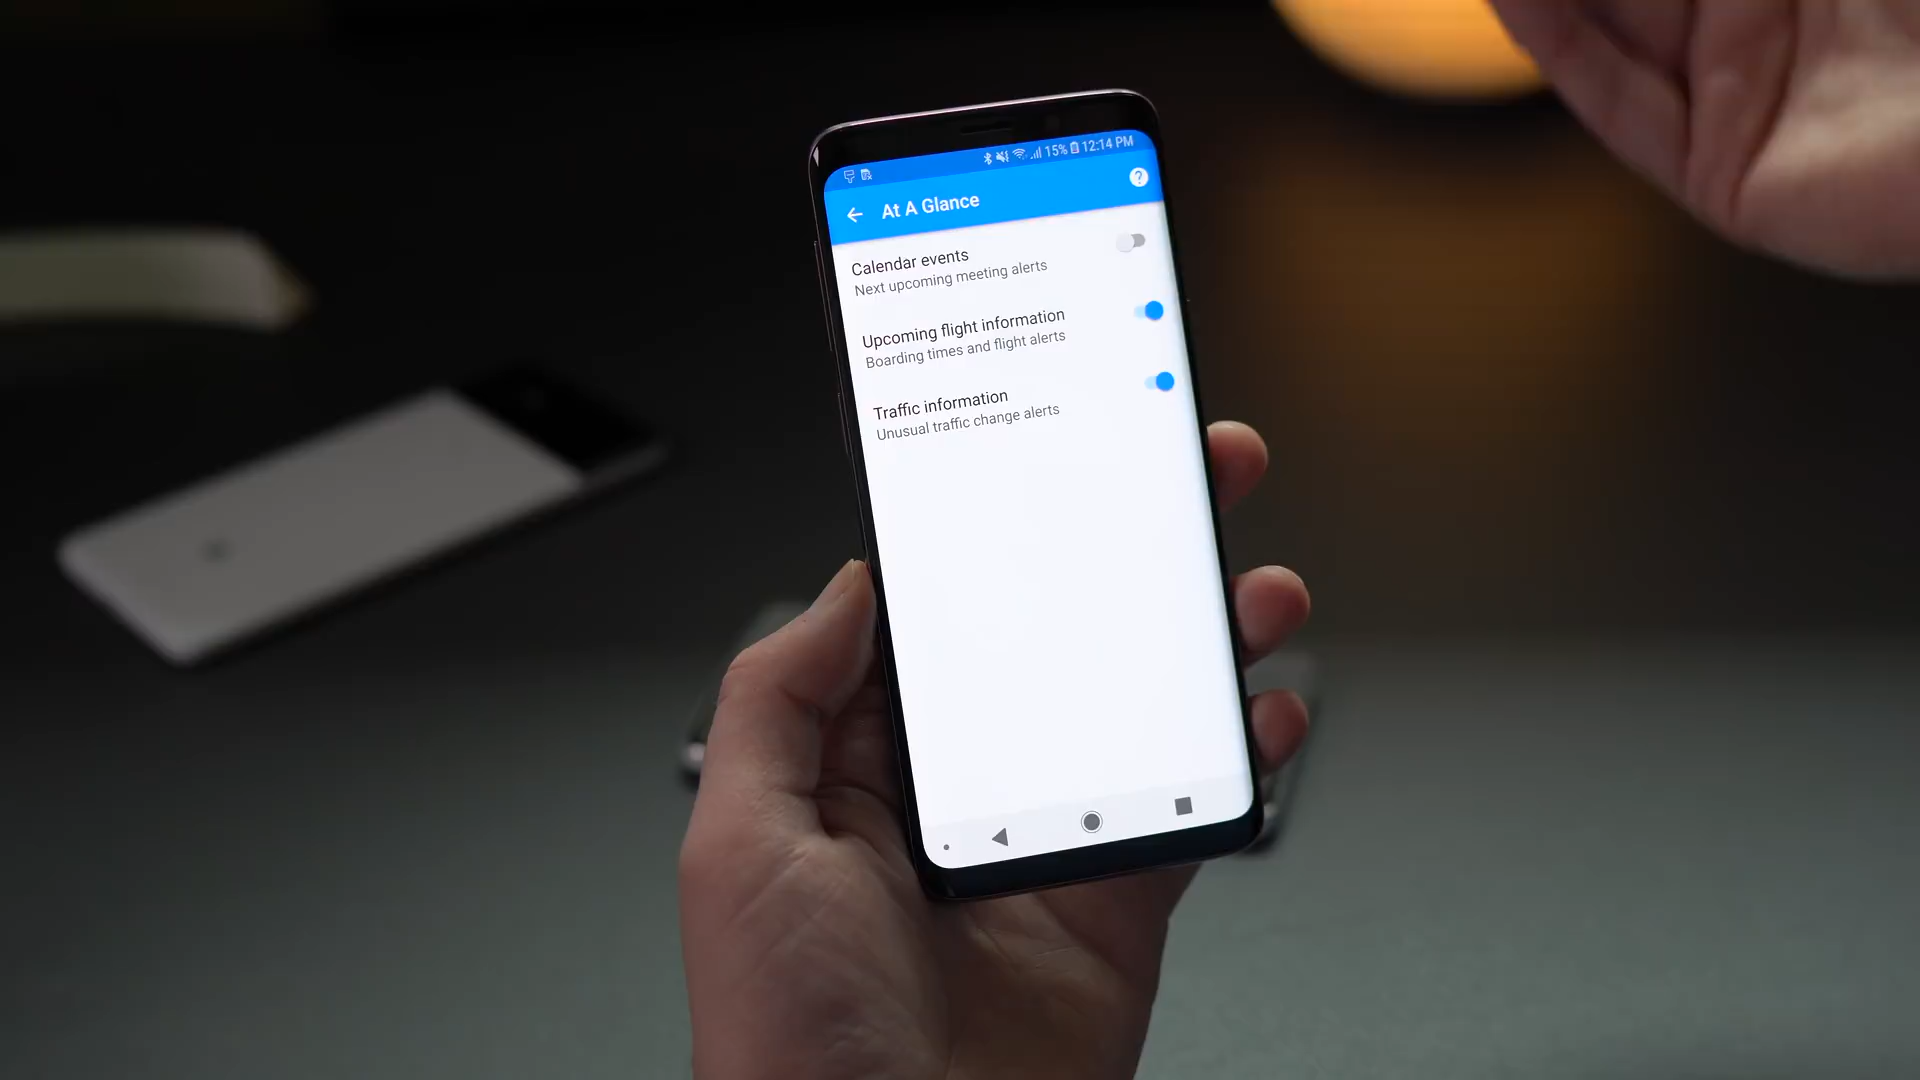 15% 12:14 PM
At A Glance
Calendar events
Next upcoming meeting alerts
Upcoming flight information
Boarding times and flight alerts
Traffic information
Unusual traffic change alerts